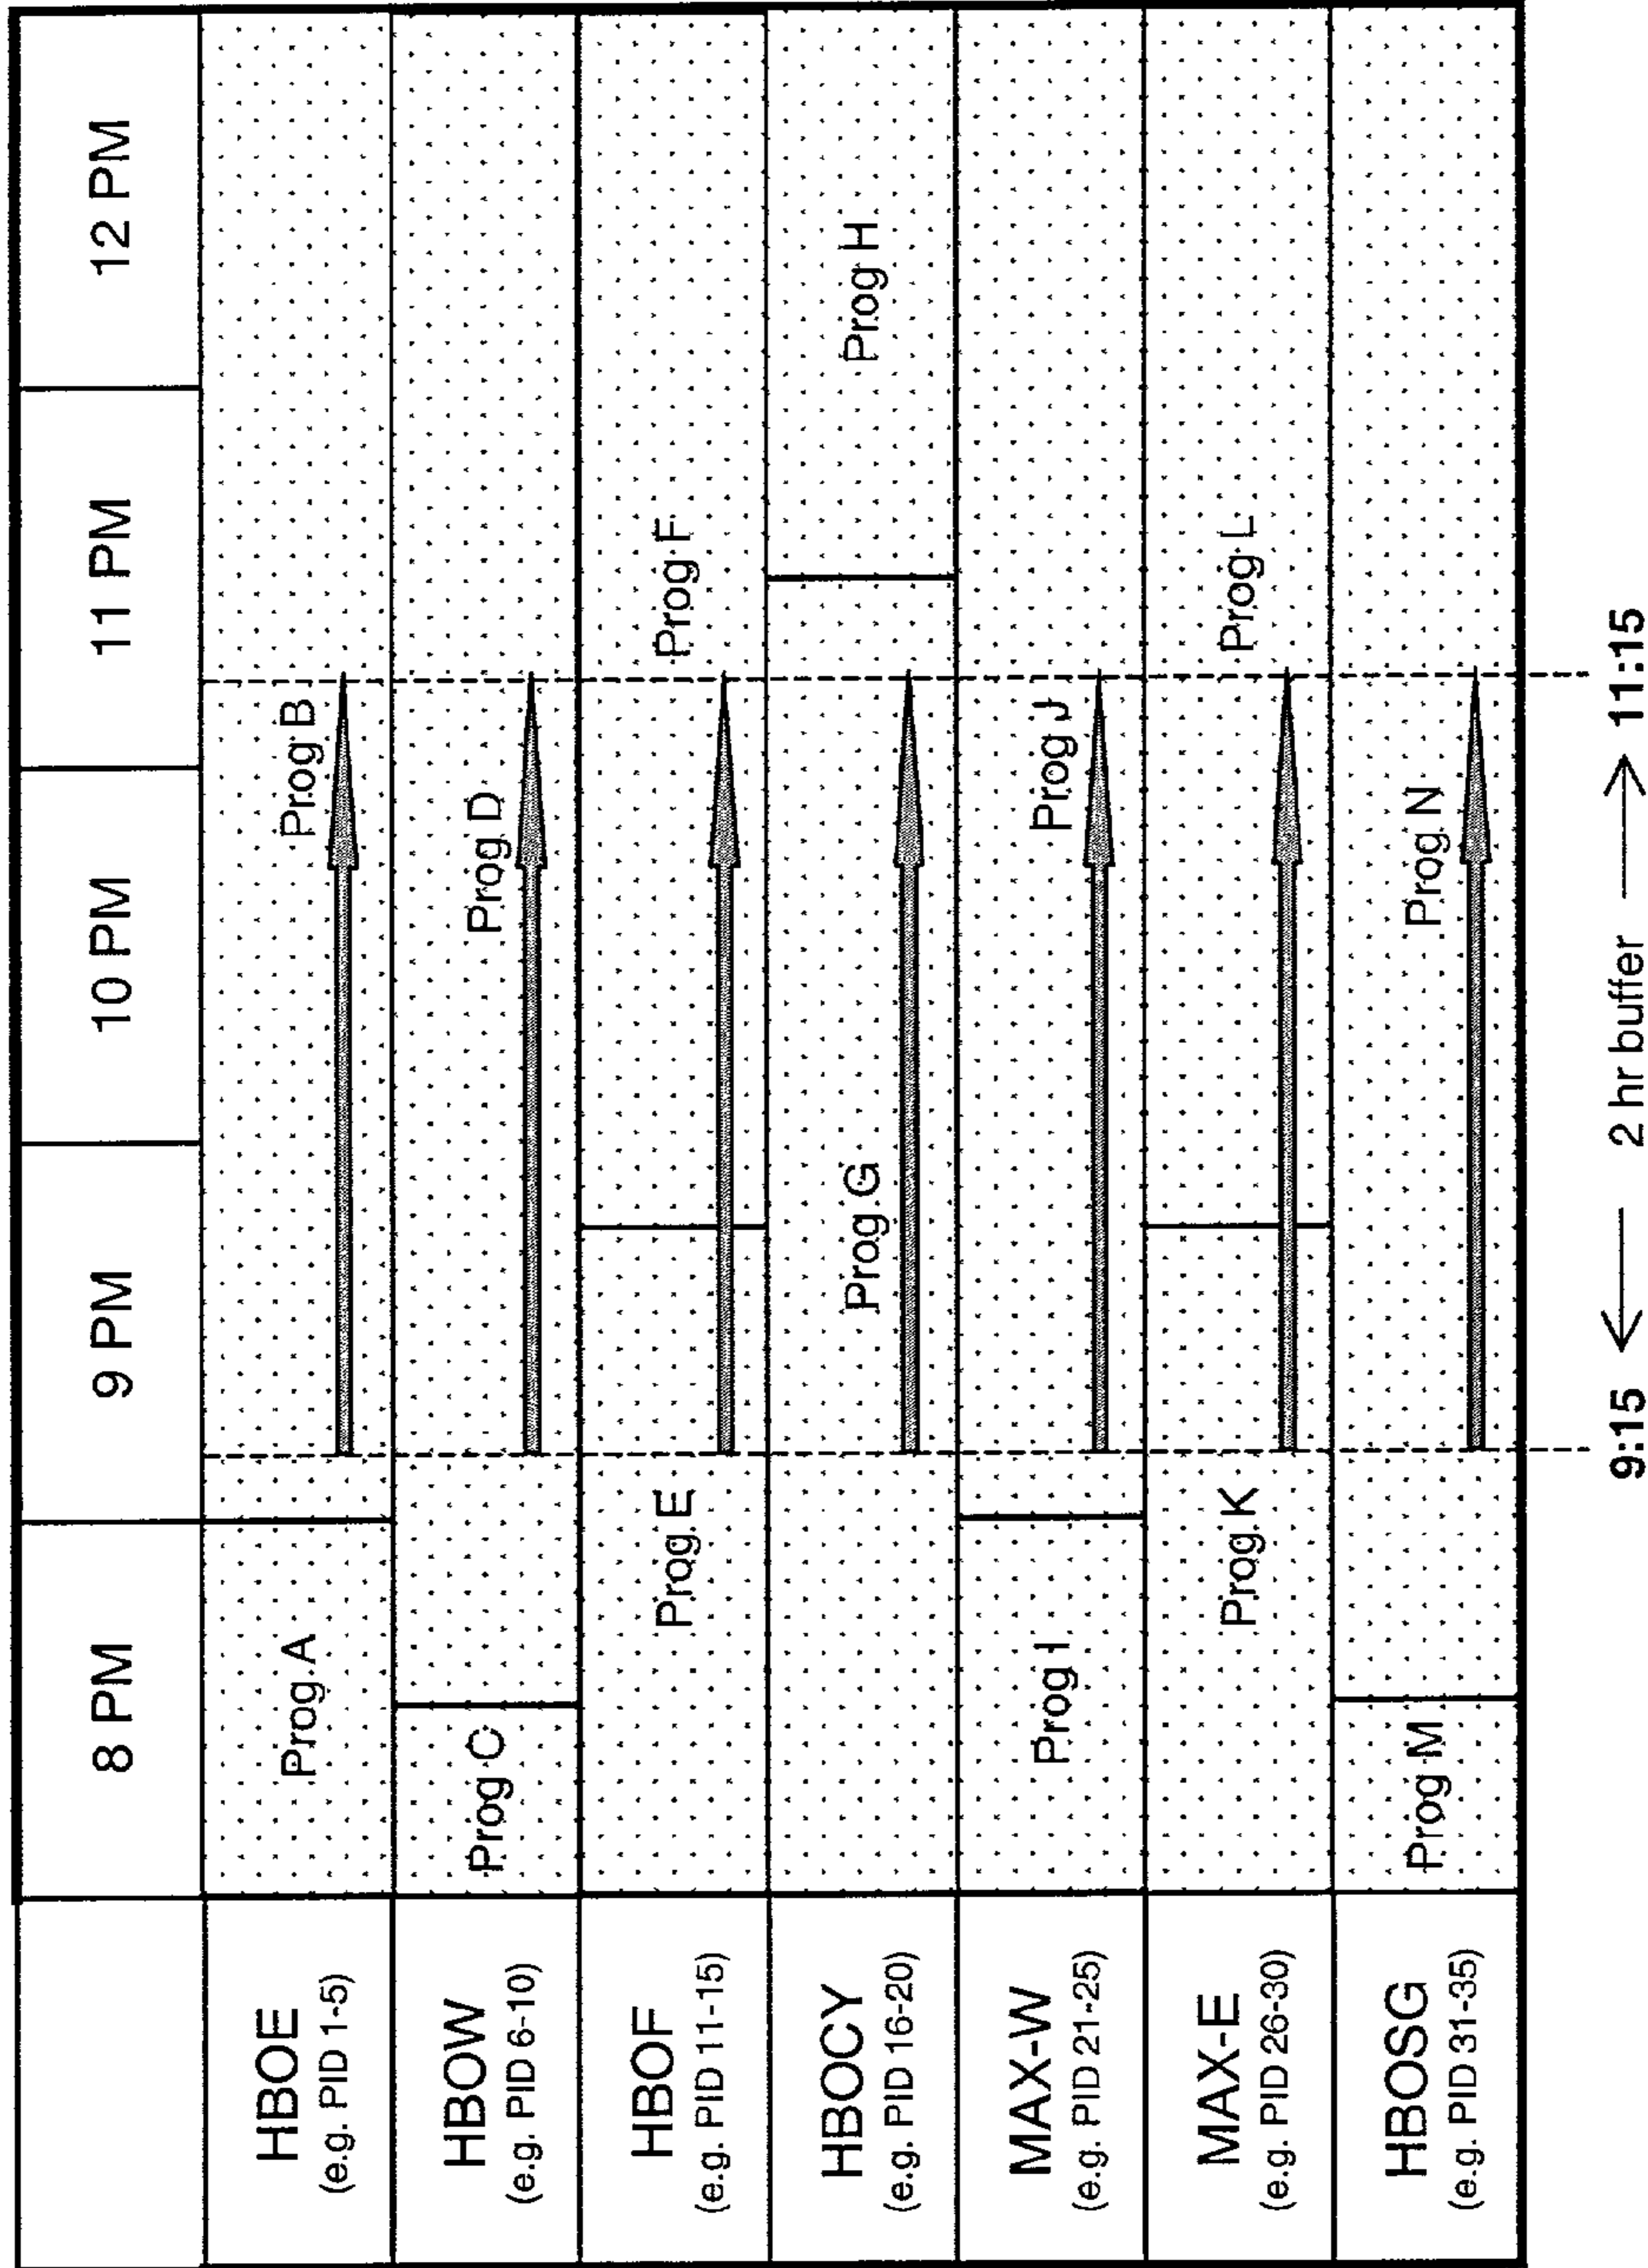 8 PM 9 PM 10 PM 11 PM 12 PM
HBOE
(e.g. PID 1-5)
Prog A Prog B
HBOW
(e.g. PID 6-10)
Prog C Prog D
HBOF
(e.g. PID 11-15)
Prog E Prog F
HBOCY
(e.g. PID 16-20)
Prog G Prog H
MAX-W
(e.g. PID 21-25)
Prog I Prog J
MAX-E
(e.g. PID 26-30)
Prog K Prog L
HBOSG
(e.g. PID 31-35)
Prog M Prog N
9:15 2 hr buffer 11:15